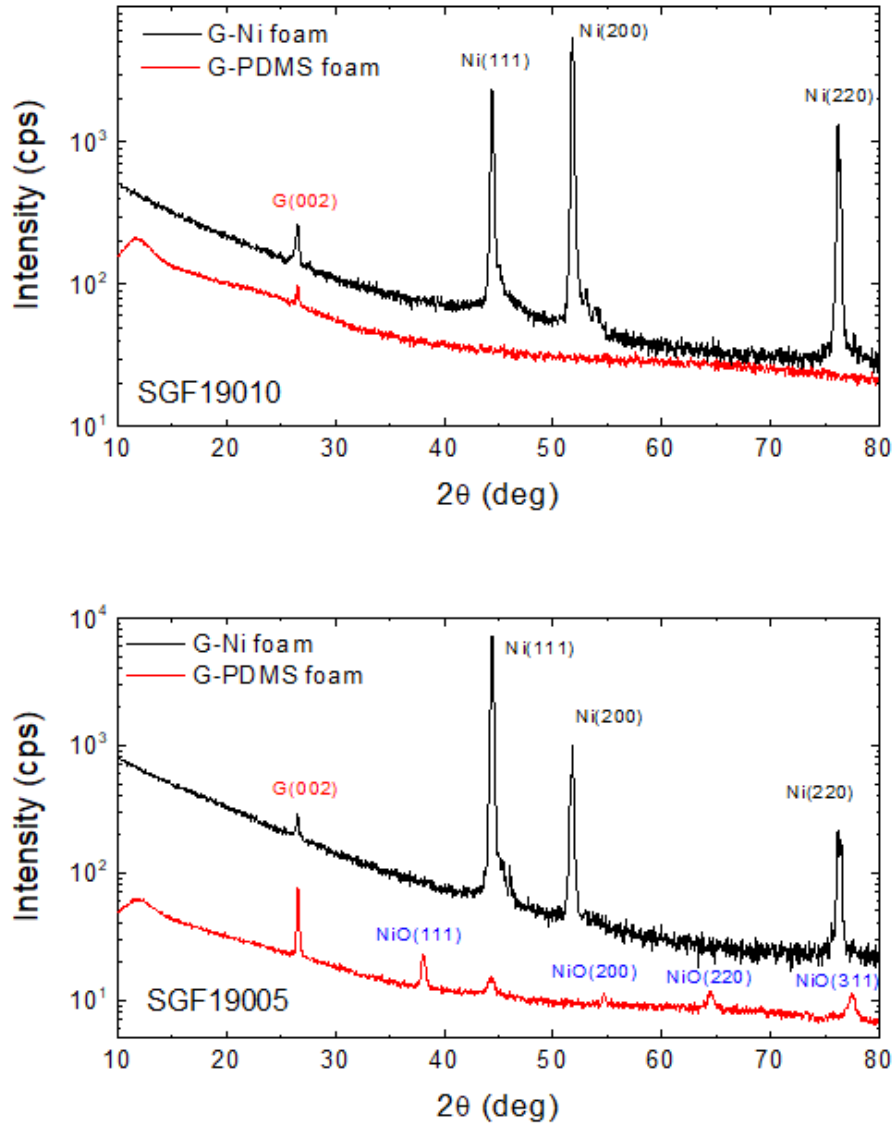 G-Ni foam
G-PDMS foam
Ni(200)
Ni(111)
Ni(220)
G(002)
10³
10²
10¹
Intensity (cps)
SGF19010
10 20 30 40 50 60 70 80
2θ (deg)
10⁴
G-Ni foam
G-PDMS foam
Ni(111)
Ni(200)
Ni(220)
G(002)
10³
10²
10¹
Intensity (cps)
NiO(111)
NiO(200)
NiO(220)
NiO(311)
SGF19005
10 20 30 40 50 60 70 80
2θ (deg)